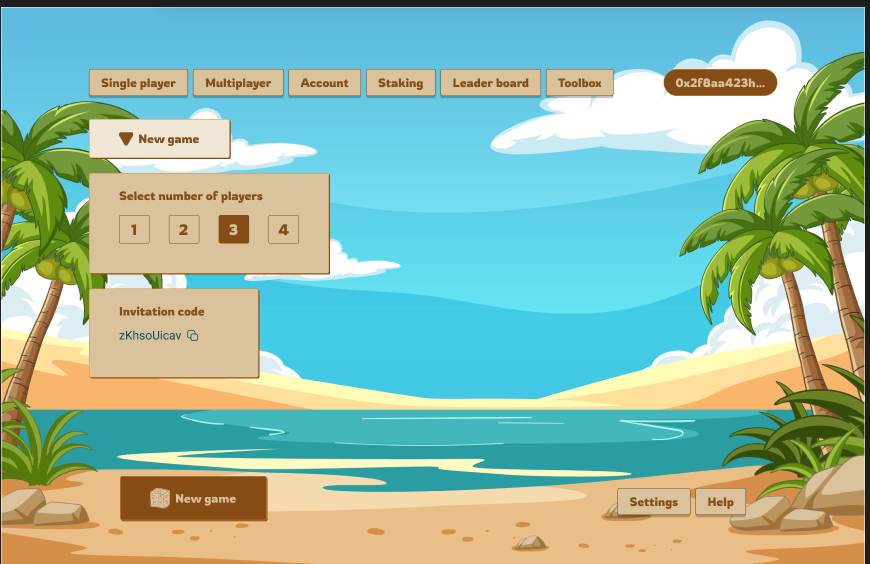 Single player
Multiplayer
Account
Staking
Leader board
Toolbox
0x2f8aa423h...
New game
Select number of players
1 2 3 4
Invitation code
zKhsoUicav
New game
Settings
Help